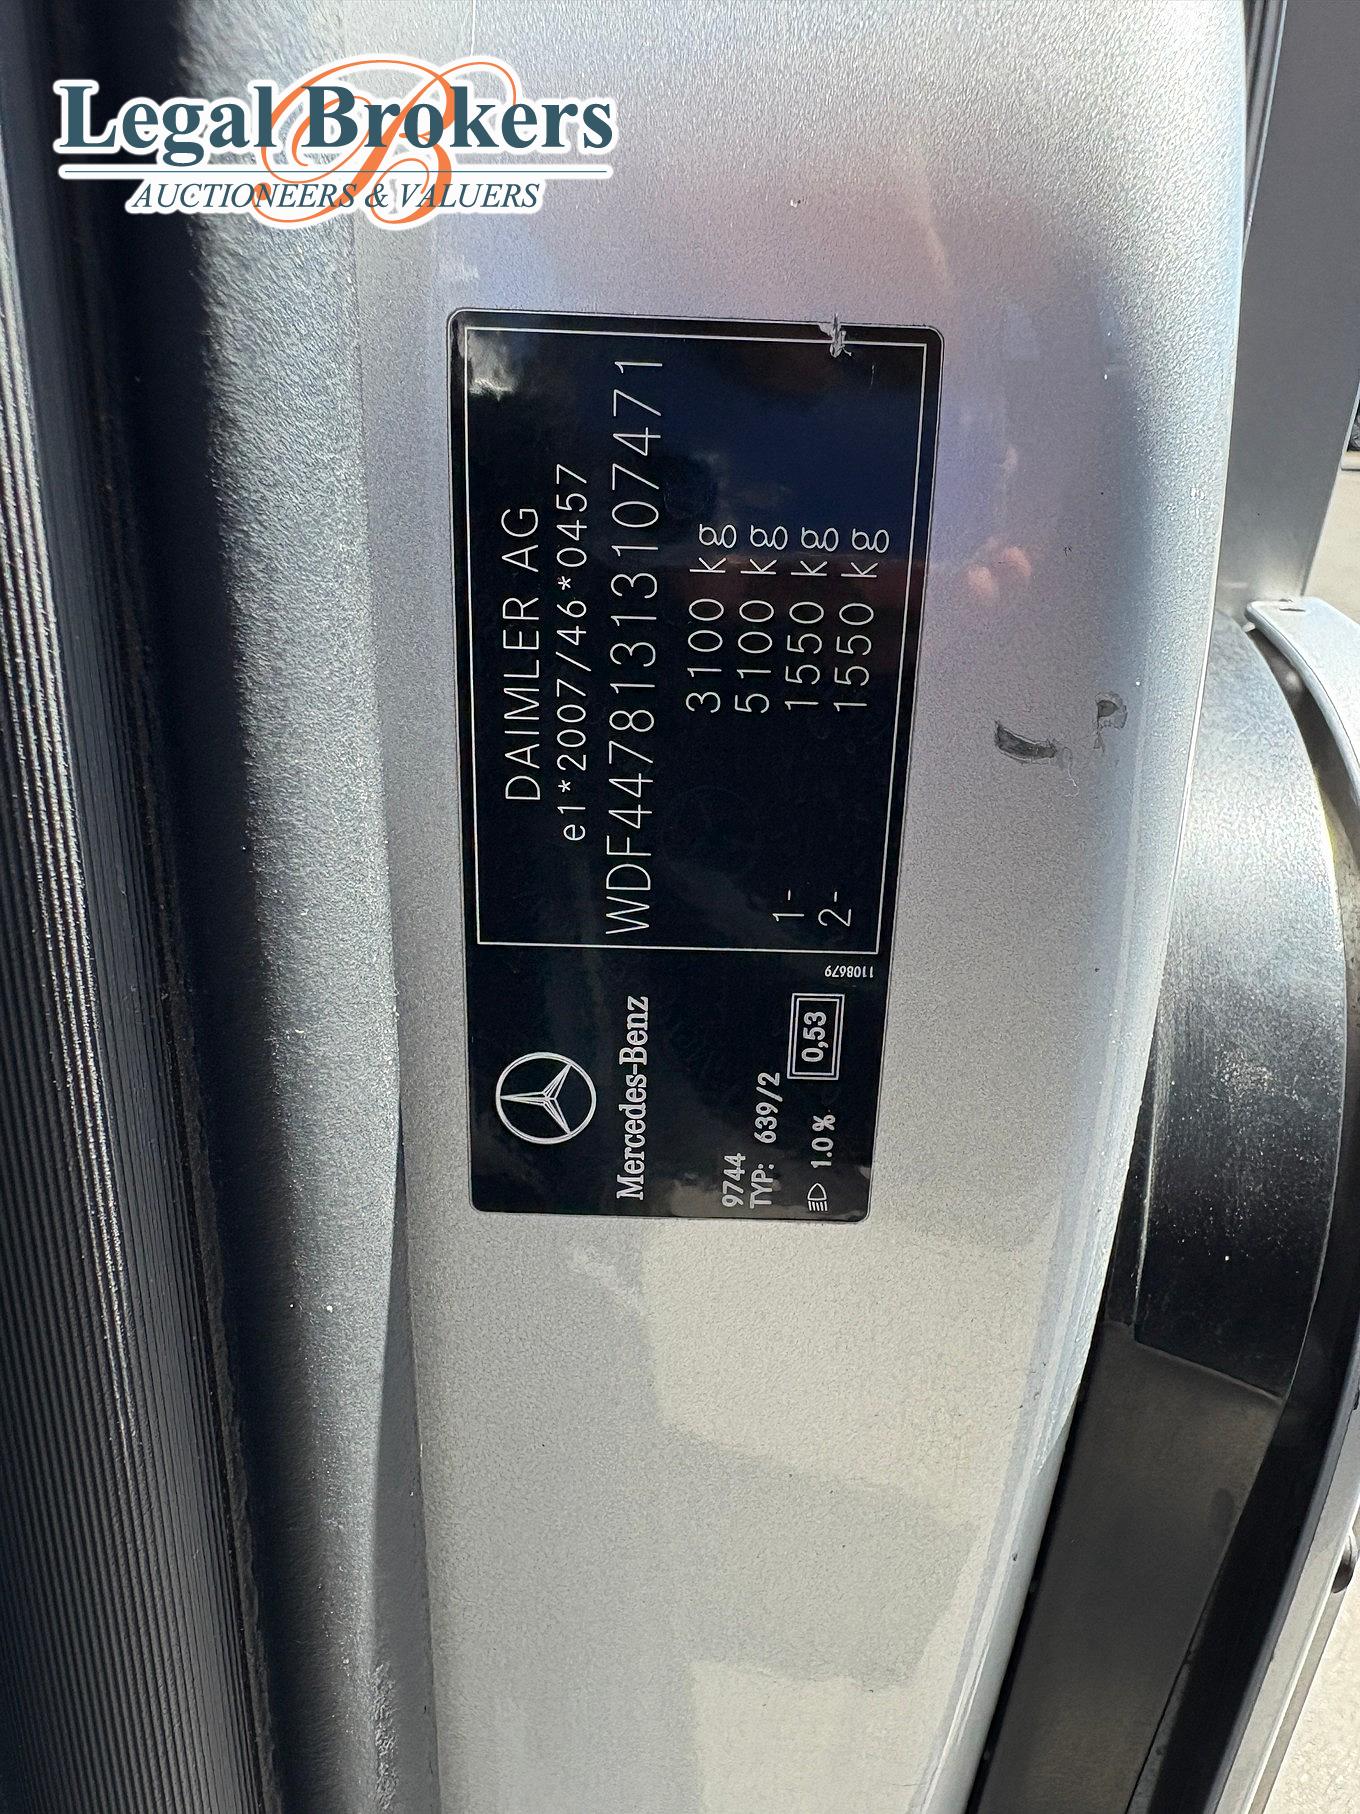 Legal Brokers
AUCTIONEERS & VALUERS
DAIMLER AG
e1*2007/46*0457
WDF44781313107471
3100 kg
5100 kg
1- 1550 kg
2- 1550 kg
1108679
Mercedes-Benz
9744
TYP: 639/2
1.0 % 0,53